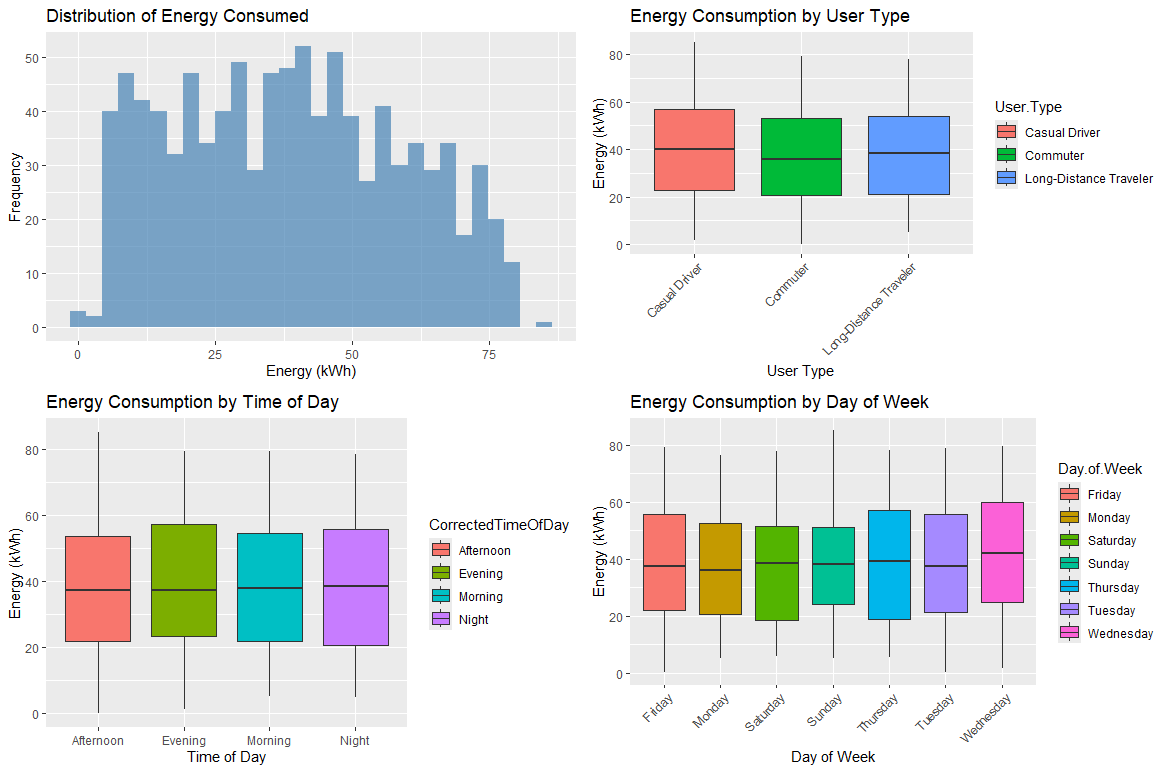 Distribution of Energy Consumed
Frequency
50
40
30
20
10
0
0 25 50 75
Energy (kWh)
Energy Consumption by User Type
Energy (kWh)
80
60
40
20
0
Casual Driver
Commuter
Long-Distance Traveler
User Type
User.Type
Casual Driver
Commuter
Long-Distance Traveler
Energy Consumption by Time of Day
Energy (kWh)
80
60
40
20
0
Afternoon Evening Morning Night
Time of Day
CorrectedTimeOfDay
Afternoon
Evening
Morning
Night
Energy Consumption by Day of Week
Energy (kWh)
80
60
40
20
0
Friday
Monday
Saturday
Sunday
Thursday
Tuesday
Wednesday
Day of Week
Day.of.Week
Friday
Monday
Saturday
Sunday
Thursday
Tuesday
Wednesday